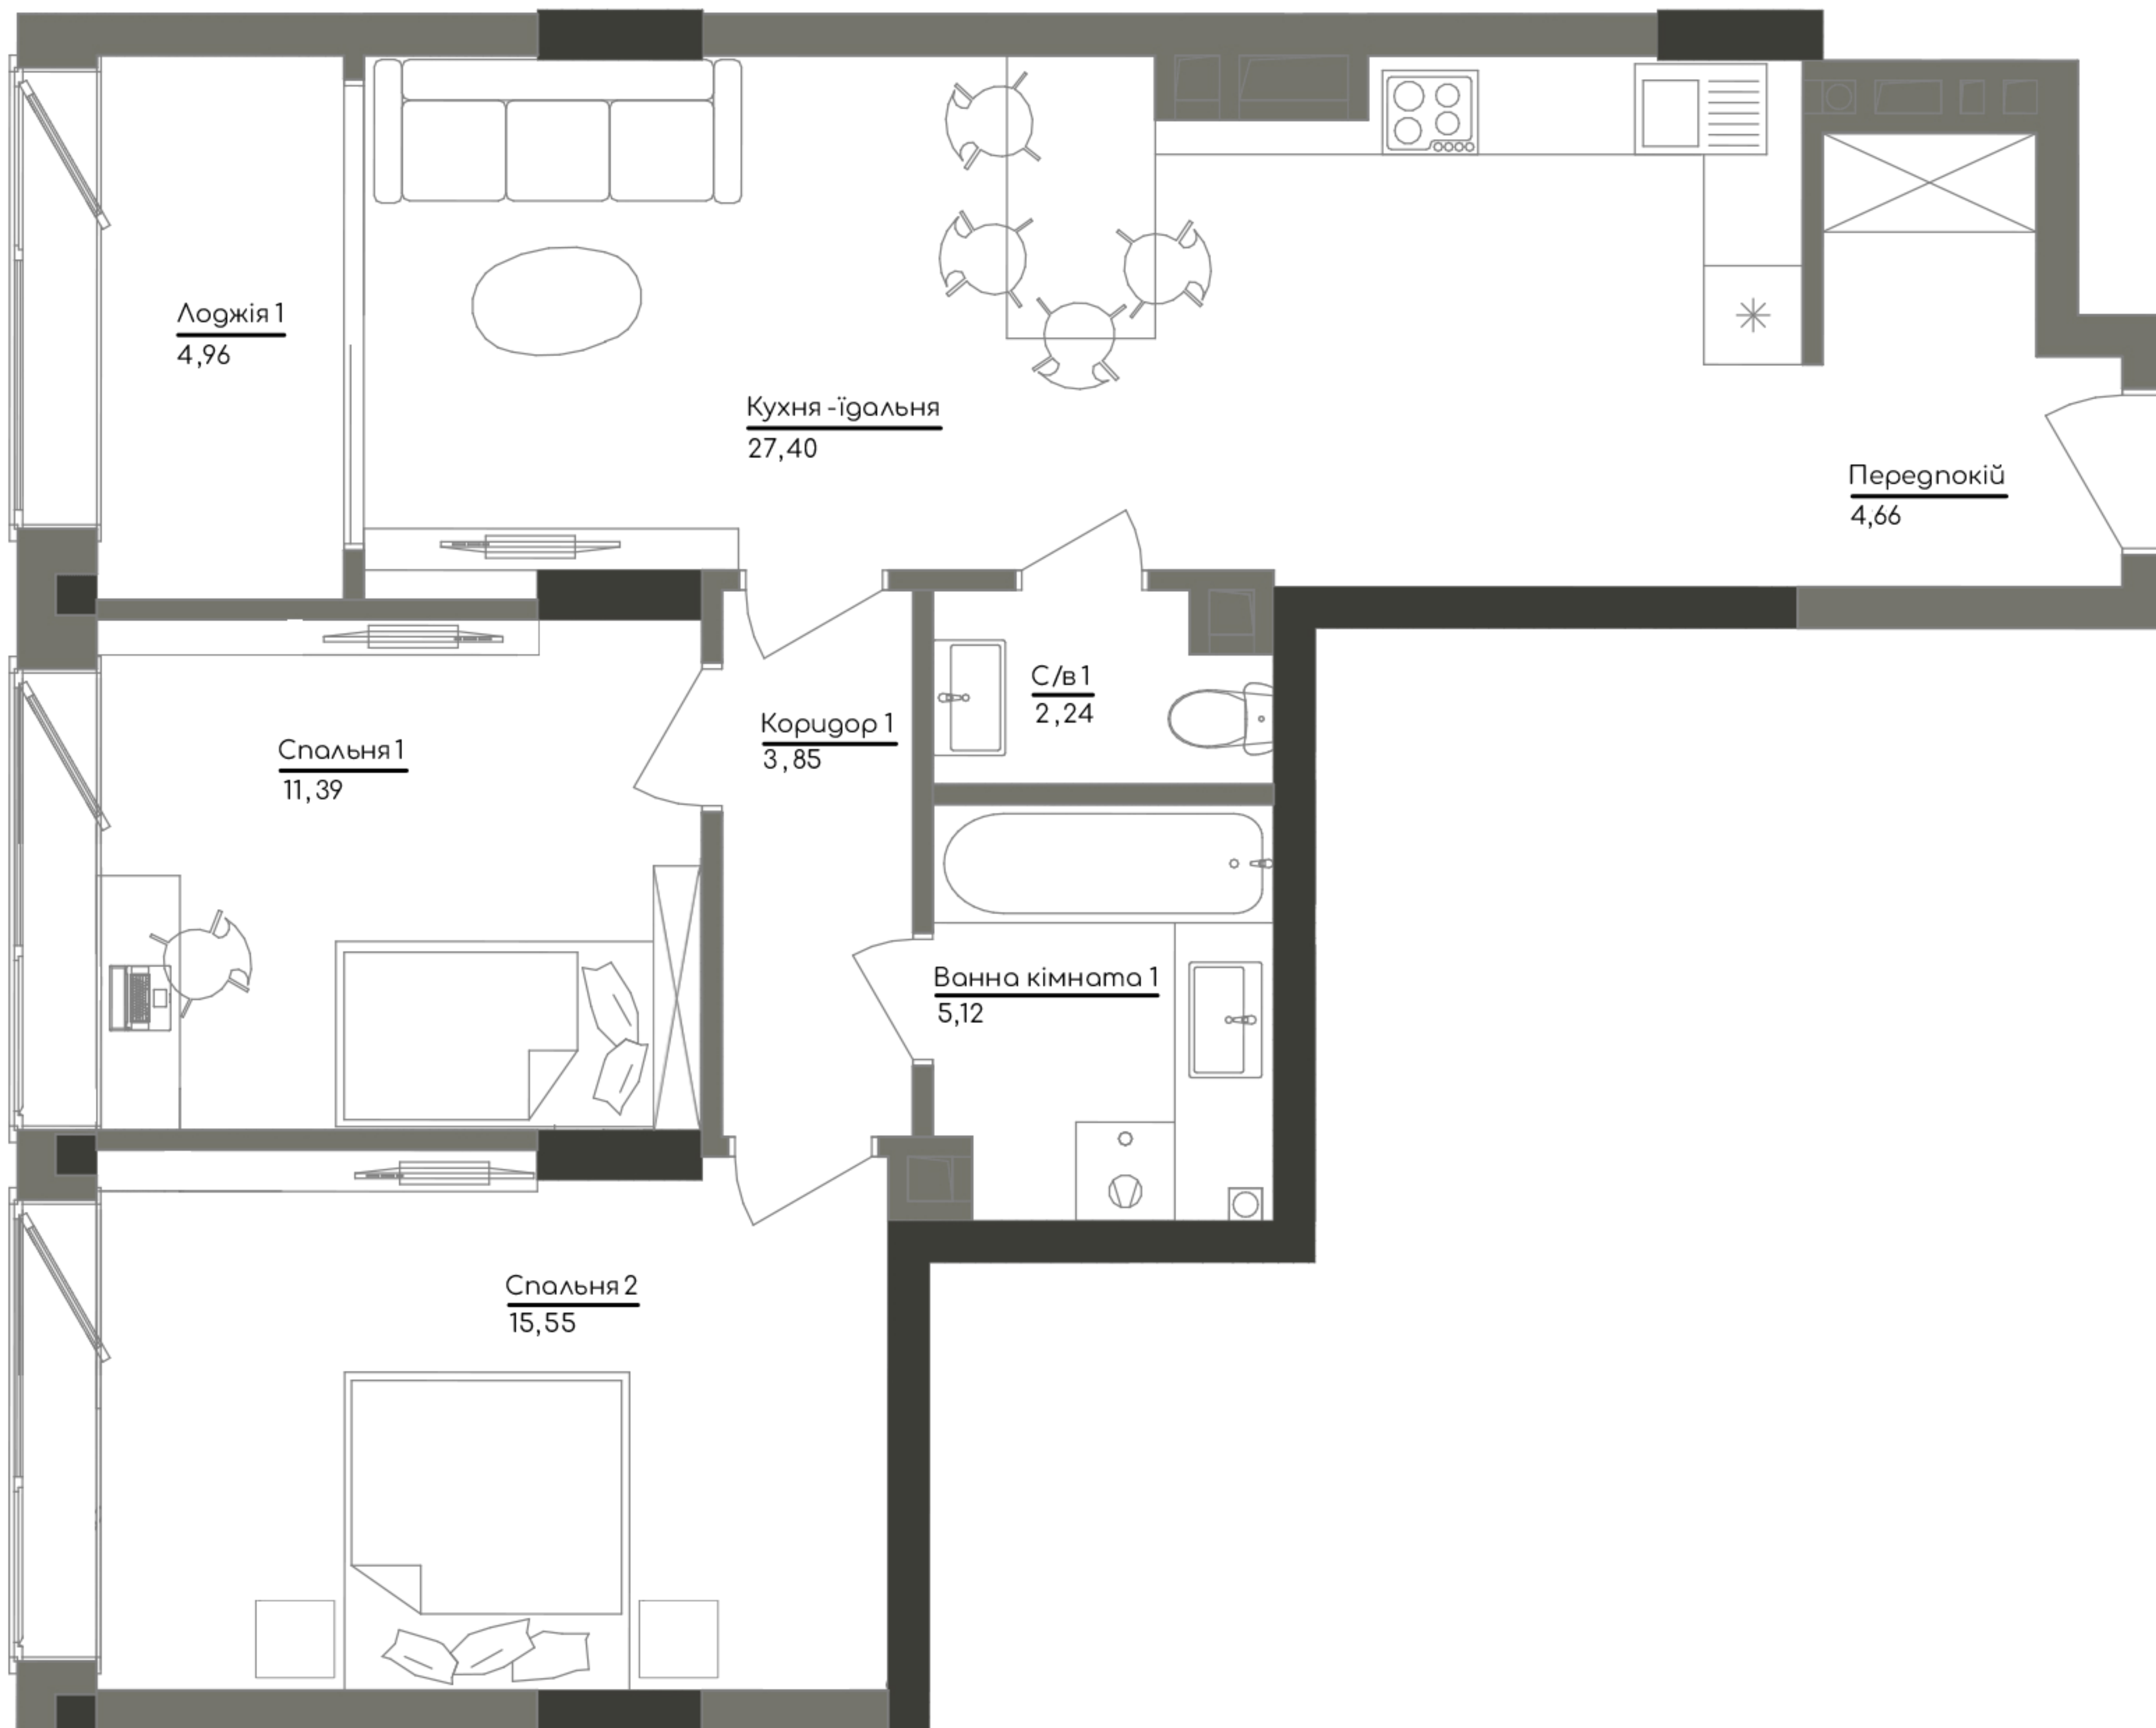 Лоджія 1
4,96
Кухня-їдальня
27,40
Передпокій
4,66
С/в 1
2,24
Коридор 1
3,85
Спальня 1
11,39
Ванна кімната 1
5,12
Спальня 2
15,55